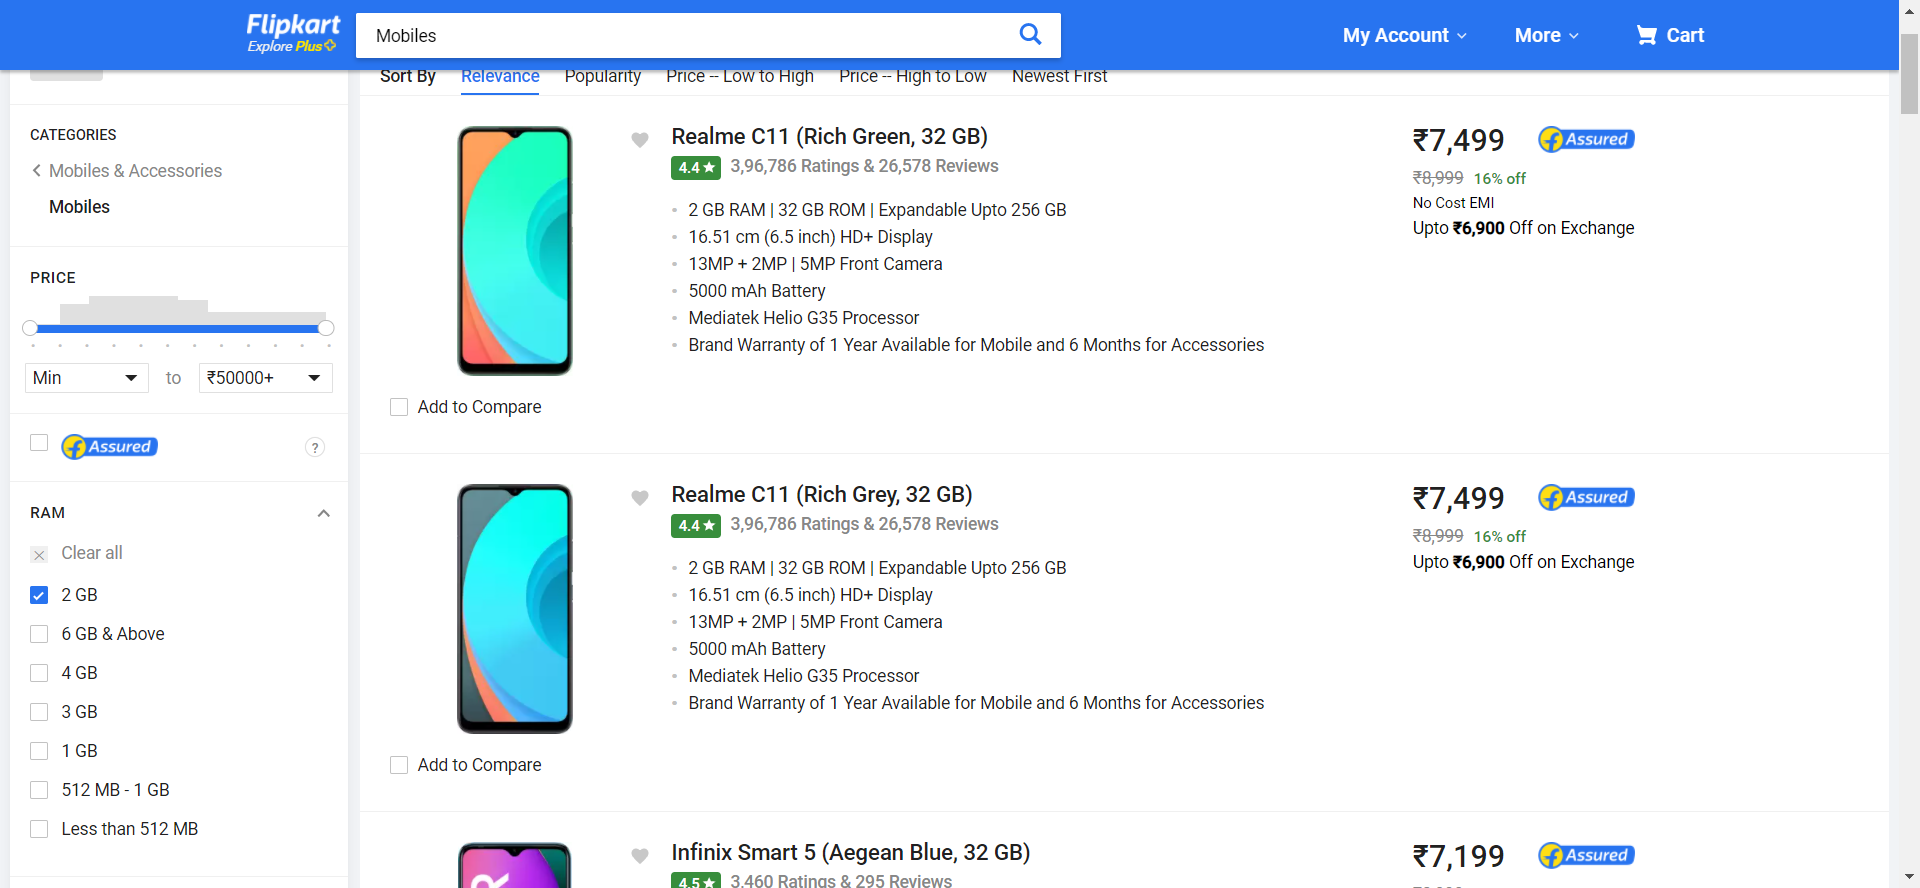 Flipkart
Explore Plus
Mobiles
My Account
More
Cart
Sort By Relevance Popularity Price -- Low to High Price -- High to Low Newest First
CATEGORIES
Mobiles & Accessories
Mobiles
PRICE
Min to ₹50000+
Assured ?
RAM
Clear all
2 GB
6 GB & Above
4 GB
3 GB
1 GB
512 MB - 1 GB
Less than 512 MB
Realme C11 (Rich Green, 32 GB)
4.4 ★ 3,96,786 Ratings & 26,578 Reviews
2 GB RAM | 32 GB ROM | Expandable Upto 256 GB
16.51 cm (6.5 inch) HD+ Display
13MP + 2MP | 5MP Front Camera
5000 mAh Battery
Mediatek Helio G35 Processor
Brand Warranty of 1 Year Available for Mobile and 6 Months for Accessories
Add to Compare
₹7,499 Assured
₹8,999 16% off
No Cost EMI
Upto ₹6,900 Off on Exchange
Realme C11 (Rich Grey, 32 GB)
4.4 ★ 3,96,786 Ratings & 26,578 Reviews
2 GB RAM | 32 GB ROM | Expandable Upto 256 GB
16.51 cm (6.5 inch) HD+ Display
13MP + 2MP | 5MP Front Camera
5000 mAh Battery
Mediatek Helio G35 Processor
Brand Warranty of 1 Year Available for Mobile and 6 Months for Accessories
Add to Compare
₹7,499 Assured
₹8,999 16% off
Upto ₹6,900 Off on Exchange
Infinix Smart 5 (Aegean Blue, 32 GB)
4.5 ★ 3,460 Ratings & 295 Reviews
₹7,199 Assured